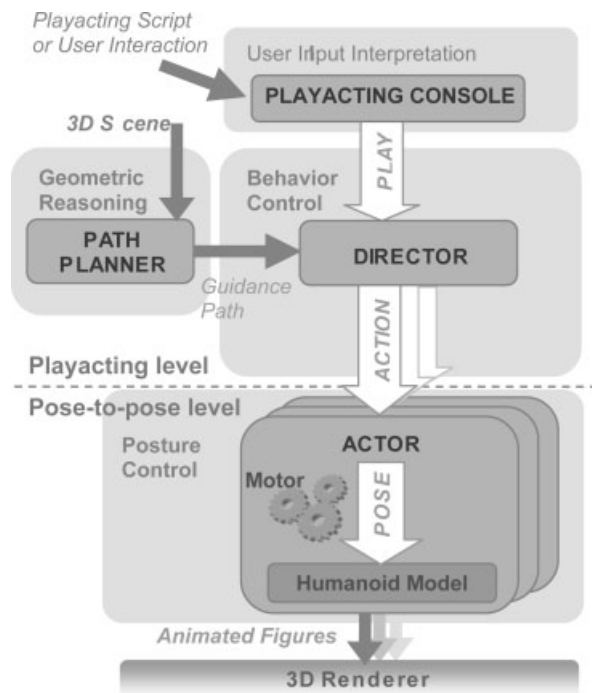 Playacting Script
or User Interaction
User Input Interpretation
PLAYACTING CONSOLE
3D S cene
PLAY
Geometric
Reasoning
Behavior
Control
PATH
PLANNER
DIRECTOR
Guidance
Path
ACTION
Playacting level
Pose-to-pose level
Posture
Control
ACTOR
Motor
POSE
Humanoid Model
Animated Figures
3D Renderer